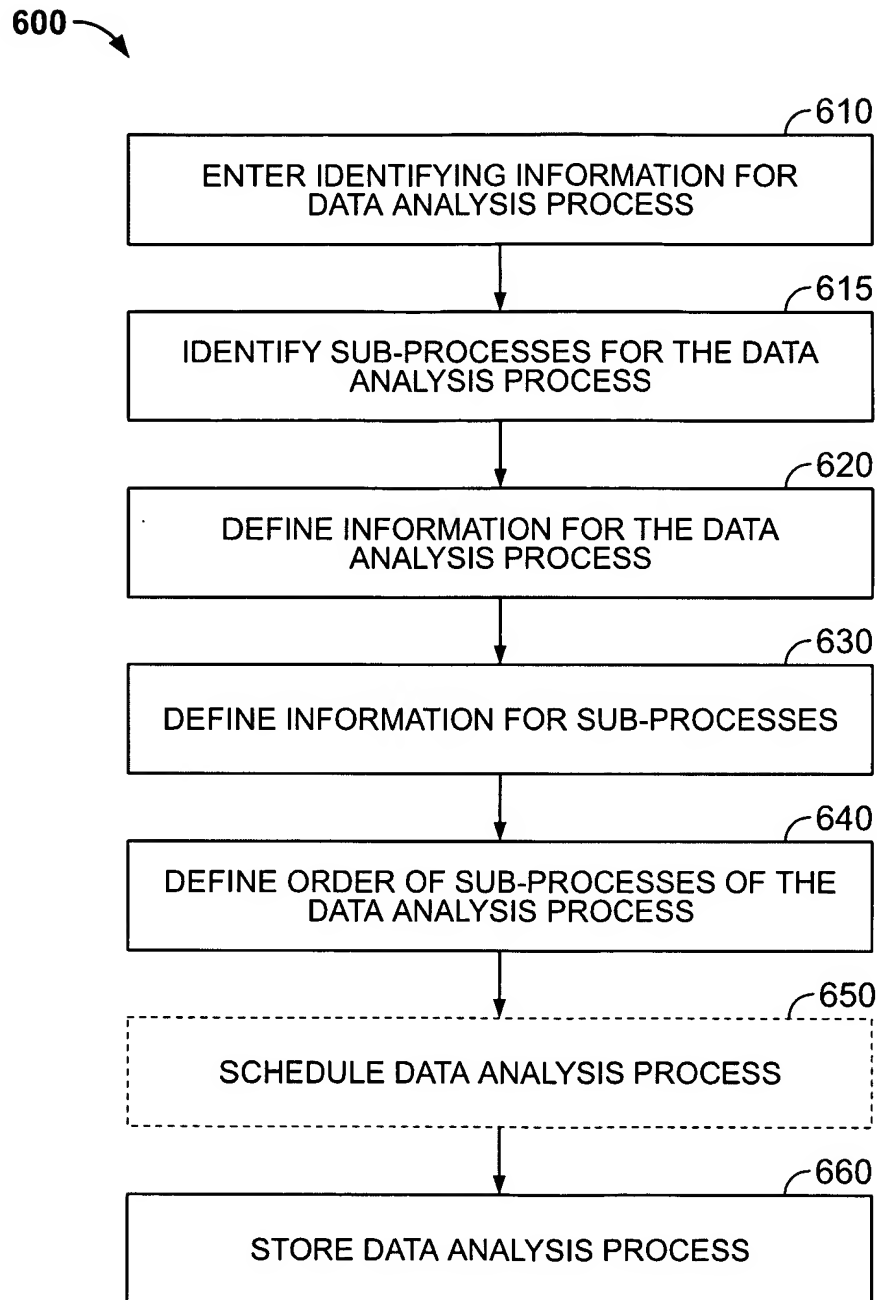 600
610
ENTER IDENTIFYING INFORMATION FOR
DATA ANALYSIS PROCESS
615
IDENTIFY SUB-PROCESSES FOR THE DATA
ANALYSIS PROCESS
620
DEFINE INFORMATION FOR THE DATA
ANALYSIS PROCESS
630
DEFINE INFORMATION FOR SUB-PROCESSES
640
DEFINE ORDER OF SUB-PROCESSES OF THE
DATA ANALYSIS PROCESS
650
SCHEDULE DATA ANALYSIS PROCESS
660
STORE DATA ANALYSIS PROCESS